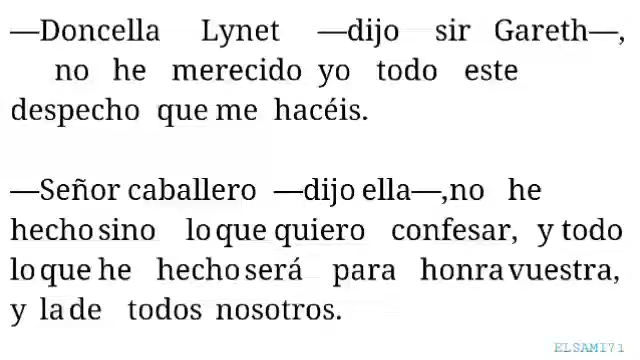 —Doncella Lynet —dijo sir Gareth—,
no he merecido yo todo este
despecho que me hacéis.
—Señor caballero —dijo ella—,no he
hecho sino lo que quiero confesar, y todo
lo que he hecho será para honra vuestra,
y la de todos nosotros.
ELSAMI71